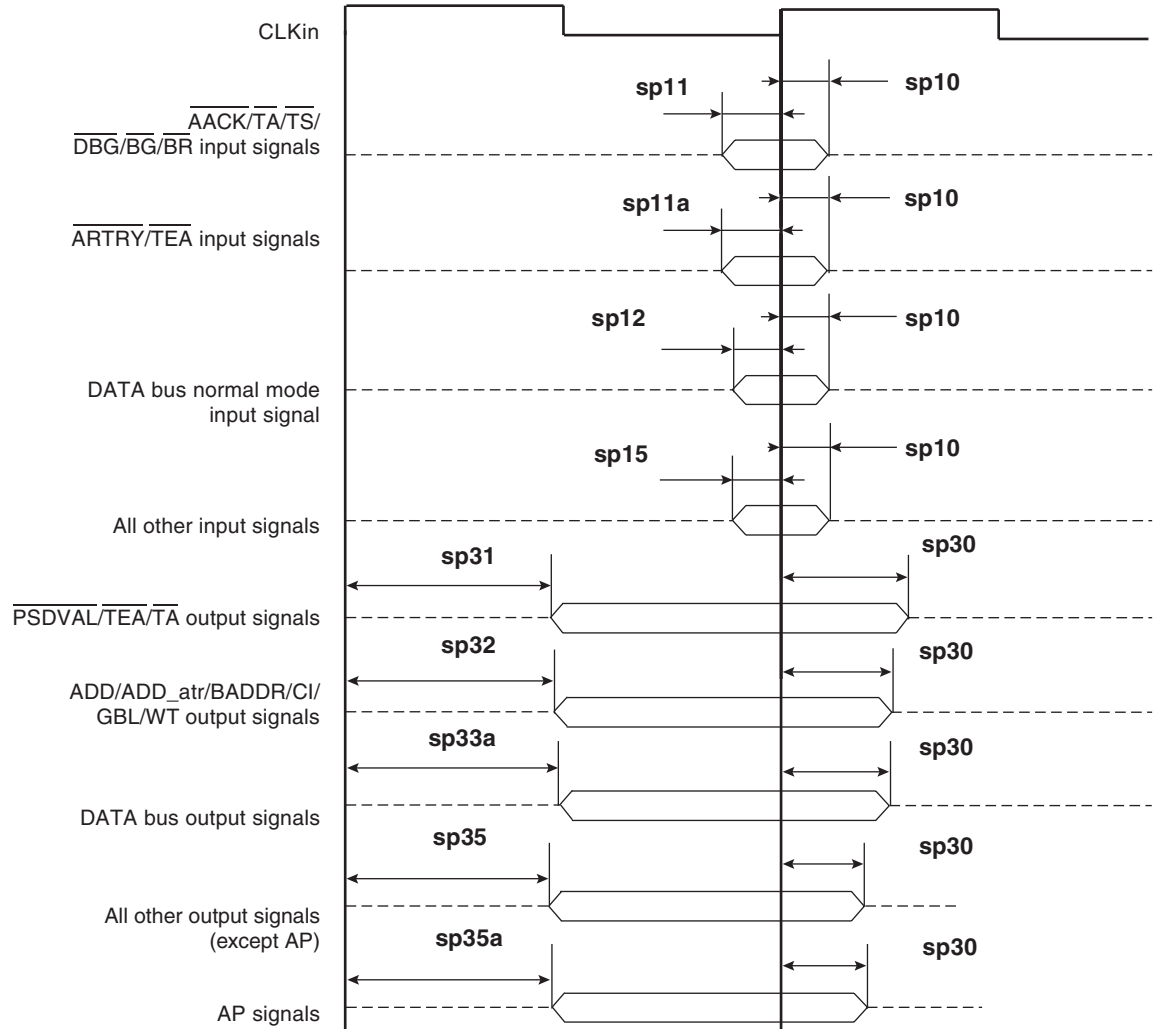 CLKin
sp10
sp11
AACK/TA/TS/
DBG/BG/BR input signals
sp10
sp11a
ARTRY/TEA input signals
sp10
sp12
DATA bus normal mode
input signal
sp10
sp15
All other input signals
sp31
sp30
PSDVAL/TEA/TA output signals
sp32
sp30
ADD/ADD_atr/BADDR/CI/
GBL/WT output signals
sp33a
sp30
DATA bus output signals
sp35
sp30
All other output signals
(except AP)
sp35a
sp30
AP signals